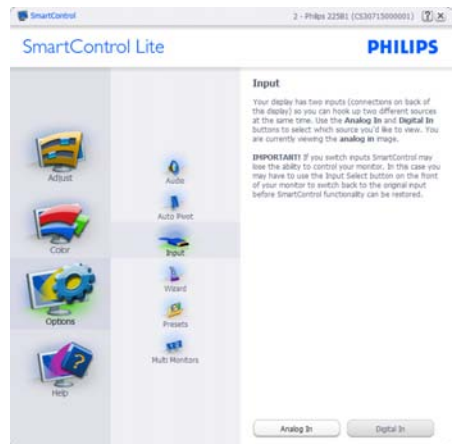 SmartControl
2 - Philips 225B1 (CS30715000001)
SmartControl Lite
PHILIPS
Adjust
Color
Options
Help
Audio
Auto Pivot
Input
Wizard
Presets
Multi Monitors
Input
Your display has two inputs (connections on back of
the display) so you can hook up two different sources
at the same time. Use the Analog In and Digital In
buttons to select which source you'd like to view. You
are currently viewing the analog in image.
IMPORTANT! If you switch inputs SmartControl may
lose the ability to control your monitor. In this case you
may have to use the Input Select button on the front
of your monitor to switch back to the original input
before SmartControl functionality can be restored.
Analog In
Digital In